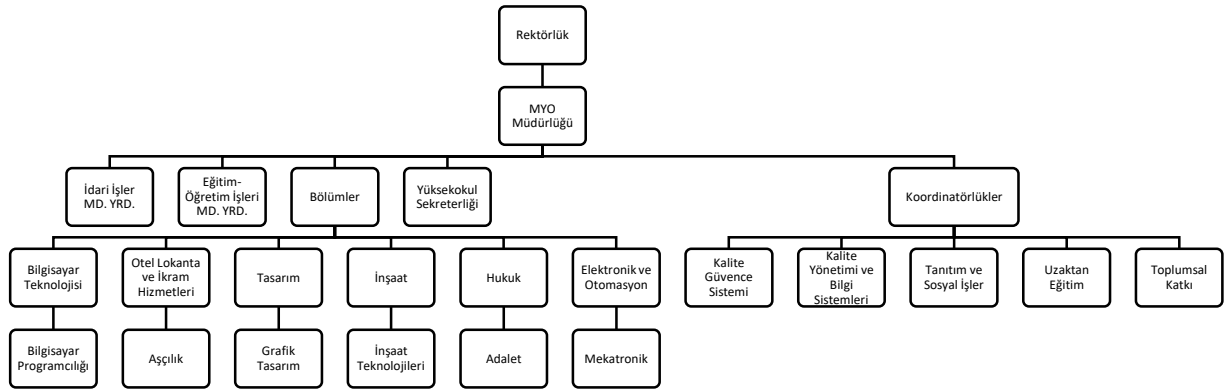 Rektörlük
MYO
Müdürlüğü
İdari İşler
MD. YRD.
Eğitim-
Öğretim İşleri
MD. YRD.
Bölümler
Yüksekokul
Sekreterliği
Koordinatörlükler
Bilgisayar
Teknolojisi
Otel Lokanta
ve İkram
Hizmetleri
Tasarım
İnşaat
Hukuk
Elektronik ve
Otomasyon
Kalite
Güvence
Sistemi
Kalite
Yönetimi ve
Bilgi
Sistemleri
Tanıtım ve
Sosyal İşler
Uzaktan
Eğitim
Toplumsal
Katkı
Bilgisayar
Programcılığı
Aşçılık
Grafik
Tasarım
İnşaat
Teknolojileri
Adalet
Mekatronik